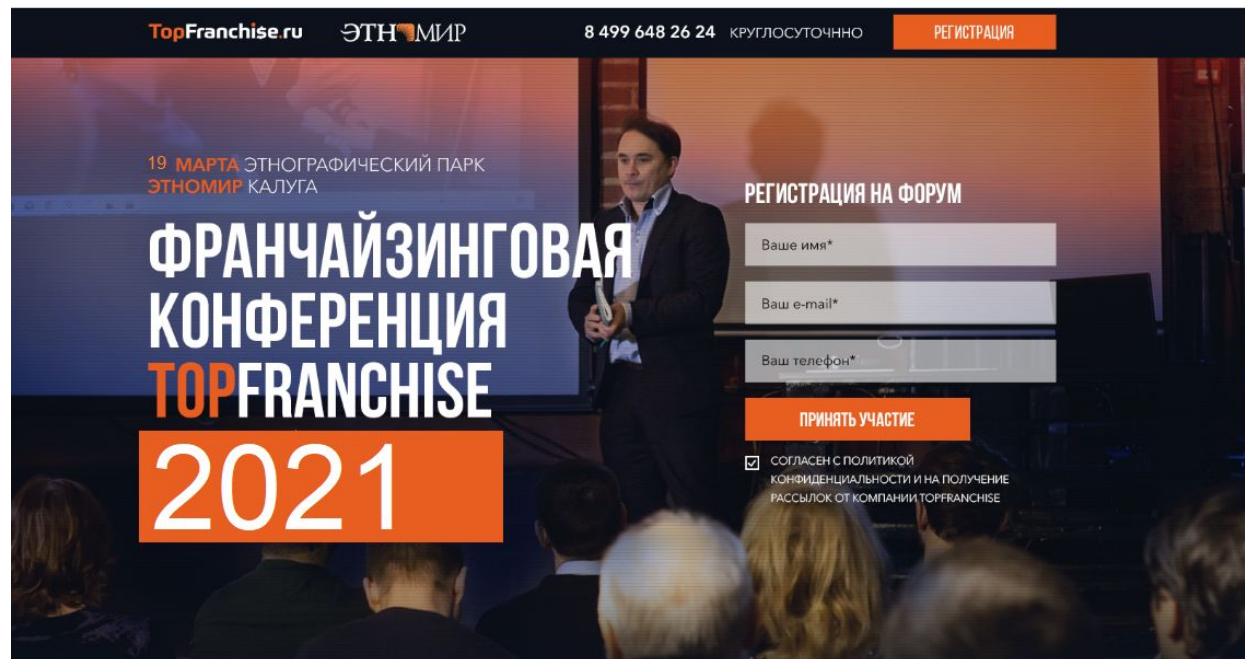 TopFranchise.ru ЭТНОМИР 8 499 648 26 24 КРУГЛОСУТОЧННО РЕГИСТРАЦИЯ
19 МАРТА ЭТНОГРАФИЧЕСКИЙ ПАРК
ЭТНОМИР КАЛУГА
ФРАНЧАЙЗИНГОВАЯ
КОНФЕРЕНЦИЯ
TOPFRANCHISE
2021
РЕГИСТРАЦИЯ НА ФОРУМ
Ваше имя*
Ваш e-mail*
Ваш телефон*
ПРИНЯТЬ УЧАСТИЕ
СОГЛАСЕН С ПОЛИТИКОЙ
КОНФИДЕНЦИАЛЬНОСТИ И НА ПОЛУЧЕНИЕ
РАССЫЛОК ОТ КОМПАНИИ TOPFRANCHISE